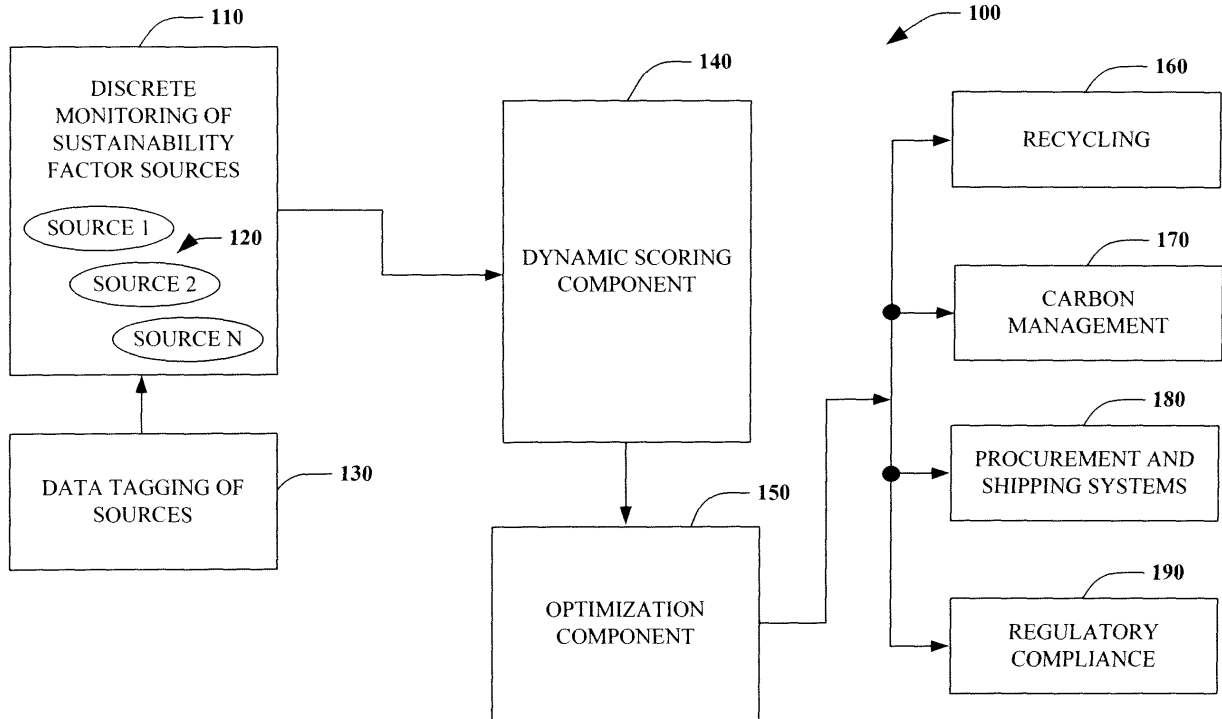 100
110
DISCRETE
MONITORING OF
SUSTAINABILITY
FACTOR SOURCES
SOURCE 1
120
SOURCE 2
SOURCE N
130
DATA TAGGING OF
SOURCES
140
DYNAMIC SCORING
COMPONENT
150
OPTIMIZATION
COMPONENT
160
RECYCLING
170
CARBON
MANAGEMENT
180
PROCUREMENT AND
SHIPPING SYSTEMS
190
REGULATORY
COMPLIANCE